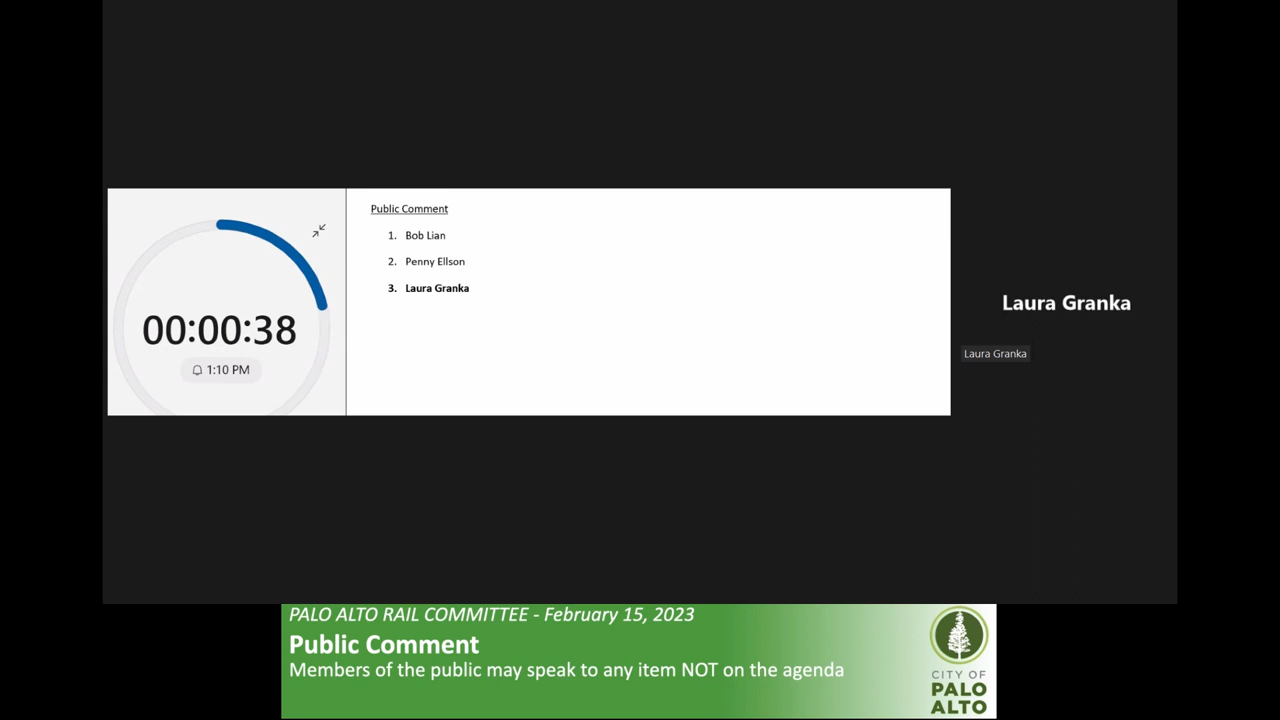 Public Comment
1. Bob Lian
2. Penny Ellson
3. Laura Granka
00:00:38
1:10 PM
Laura Granka
Laura Granka
PALO ALTO RAIL COMMITTEE - February 15, 2023
Public Comment
Members of the public may speak to any item NOT on the agenda
CITY OF
PALO
ALTO